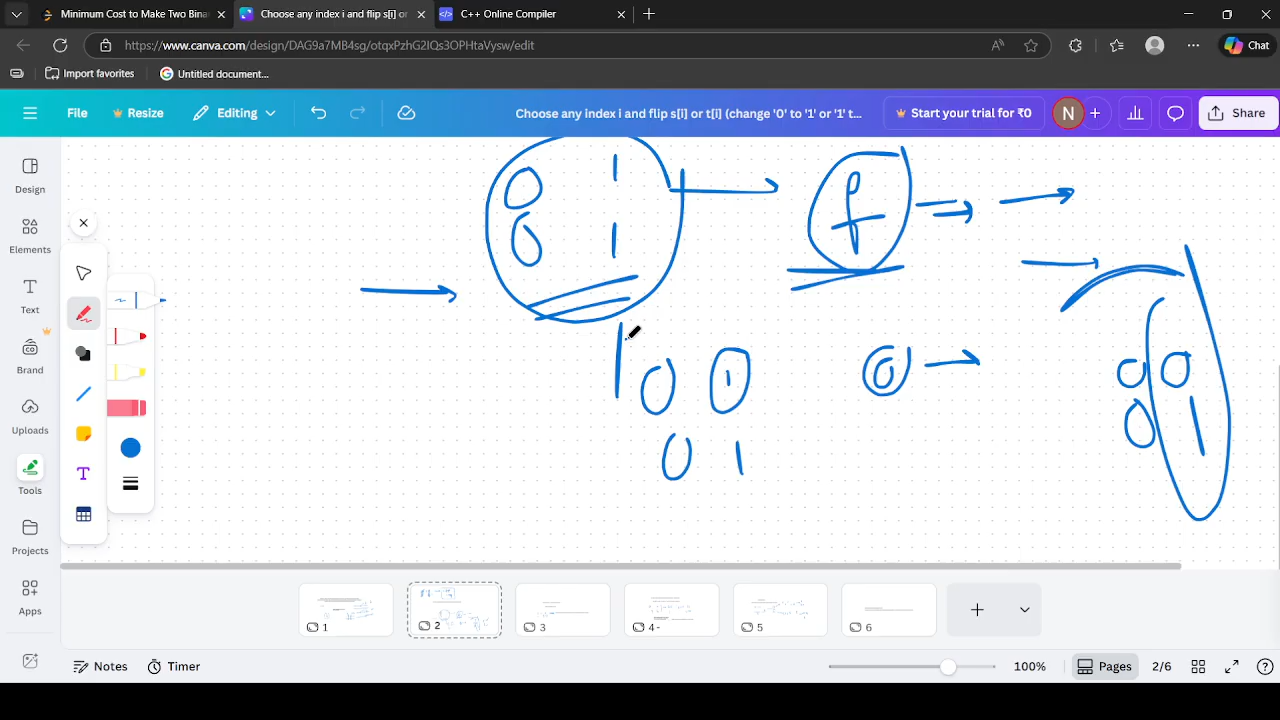 Minimum Cost to Make Two Bina
Choose any index i and flip s[i] or
C++ Online Compiler
https://www.canva.com/design/DAG9a7MB4sg/otqxPzhG2IQs3OPHtaVysw/edit
Chat
Import favorites
Untitled document...
File
Resize
Editing
Choose any index i and flip s[i] or t[i] (change '0' to '1' or '1' t...
Start your trial for ₹0
N
Share
Design
Elements
Text
Brand
Uploads
Tools
Projects
Apps
0 1
0 1
f
0 1
0 1
0
0 0
0 1
1
2
3
4 -
5
6
Notes
Timer
100%
Pages
2/6